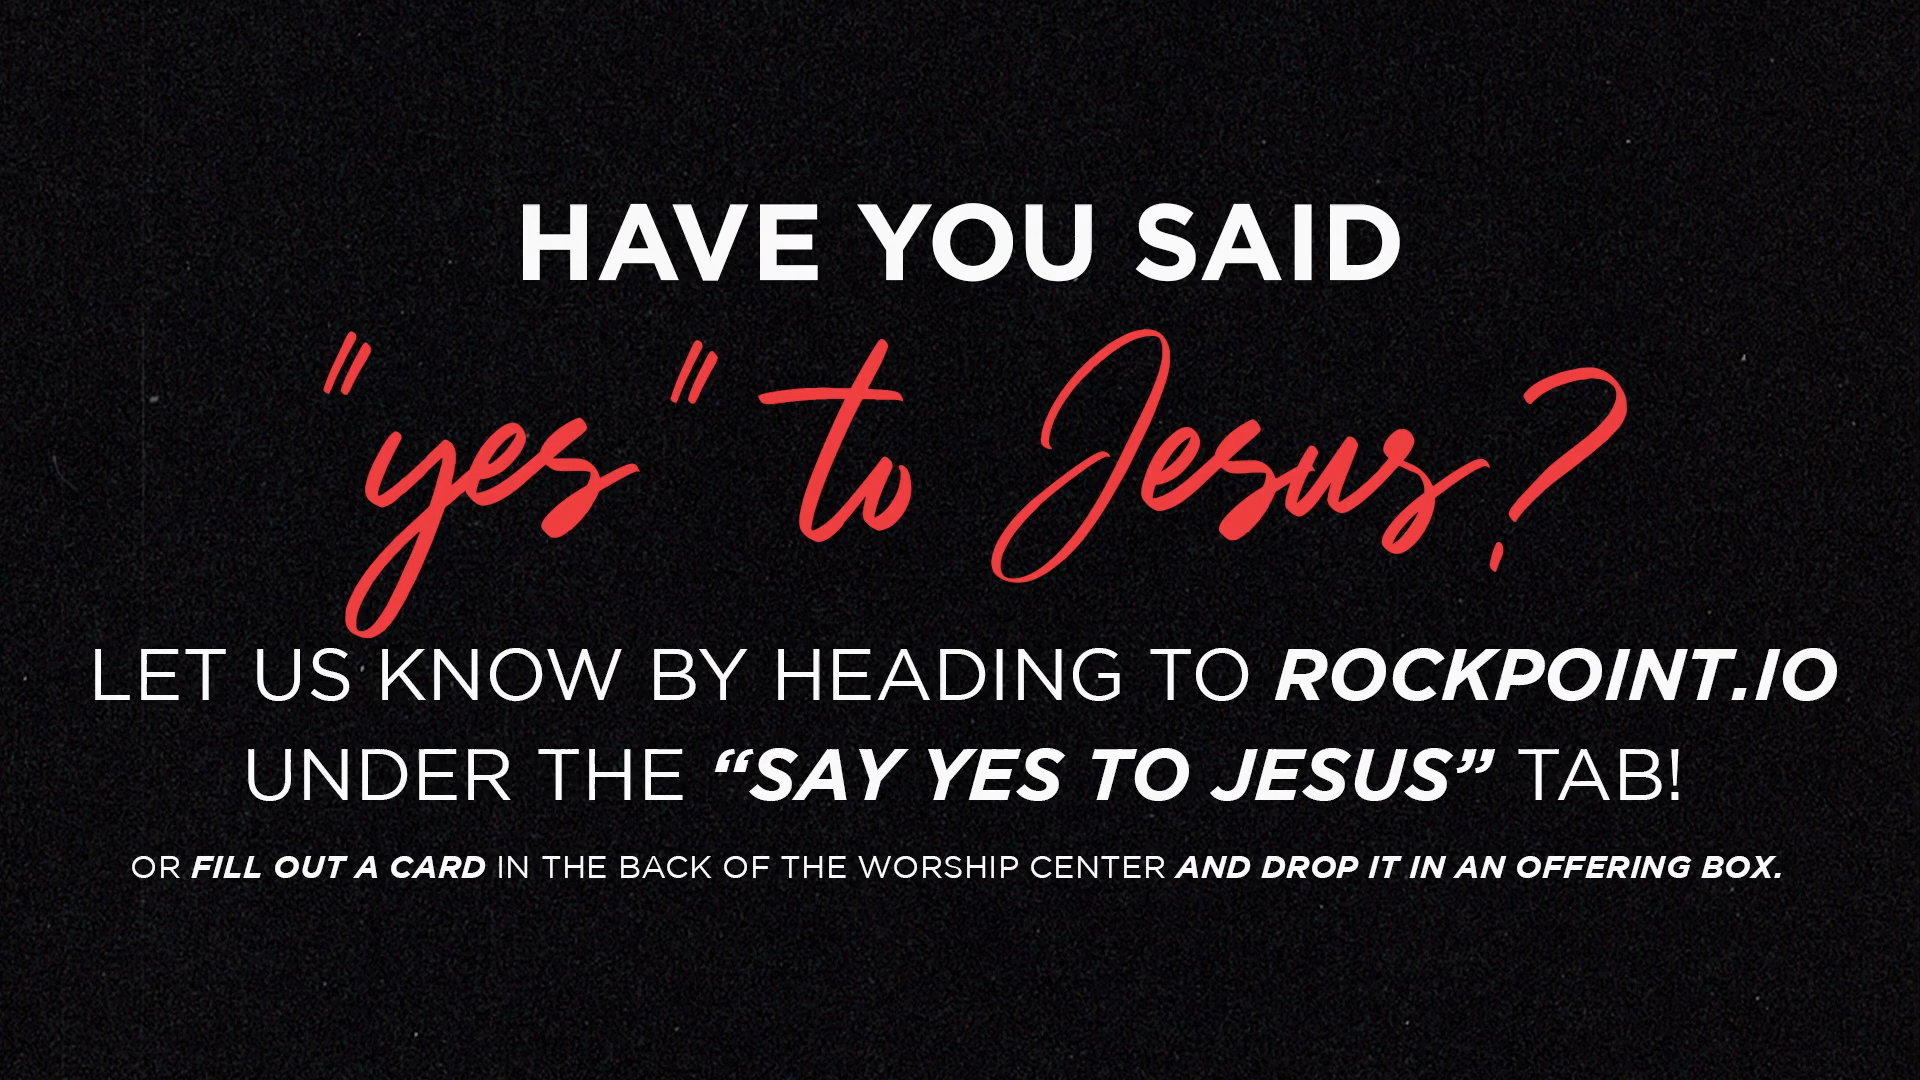 HAVE YOU SAID
"yes" to Jesus?
LET US KNOW BY HEADING TO ROCKPOINT.IO
UNDER THE “SAY YES TO JESUS” TAB!
OR FILL OUT A CARD IN THE BACK OF THE WORSHIP CENTER AND DROP IT IN AN OFFERING BOX.